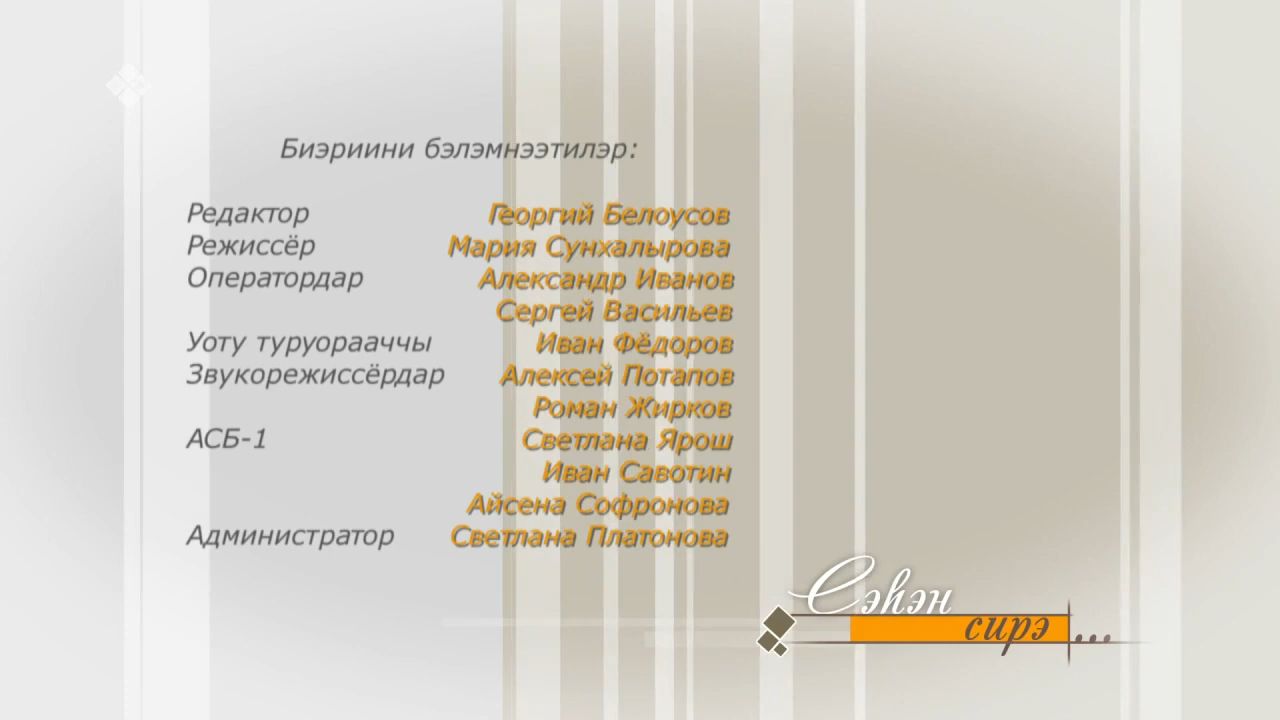 Биэриини бэлэмнээтилэр:
Редактор Георгий Белоусов
Режиссёр Мария Сунхалырова
Оператордар Александр Иванов
Сергей Васильев
Уоту туруорааччы Иван Фёдоров
Звукорежиссёрдар Алексей Потапов
Роман Жирков
АСБ-1 Светлана Ярош
Иван Савотин
Айсена Софронова
Администратор Светлана Платонова
Сэһэн
сирэ...